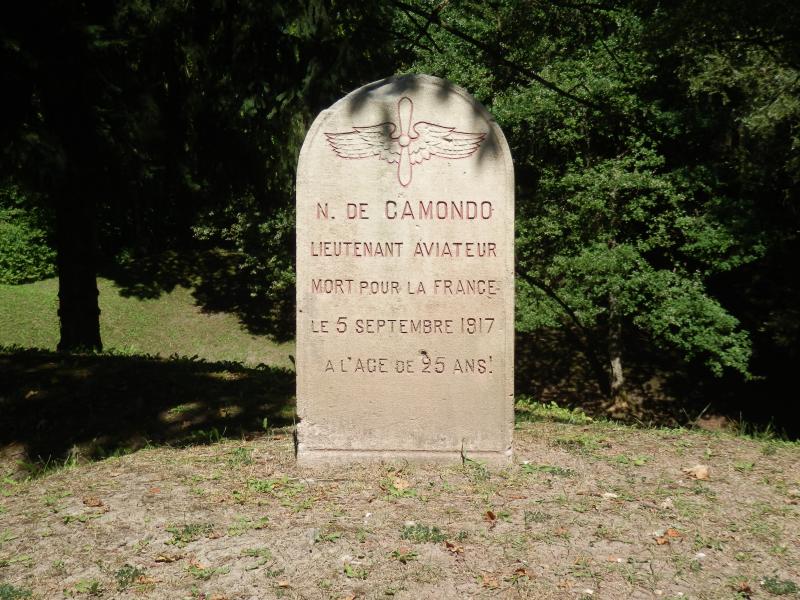 N. DE CAMONDO
LIEUTENANT AVIATEUR
MORT POUR LA FRANCE
LE 5 SEPTEMBRE 1917
A L'AGE DE 25 ANS!